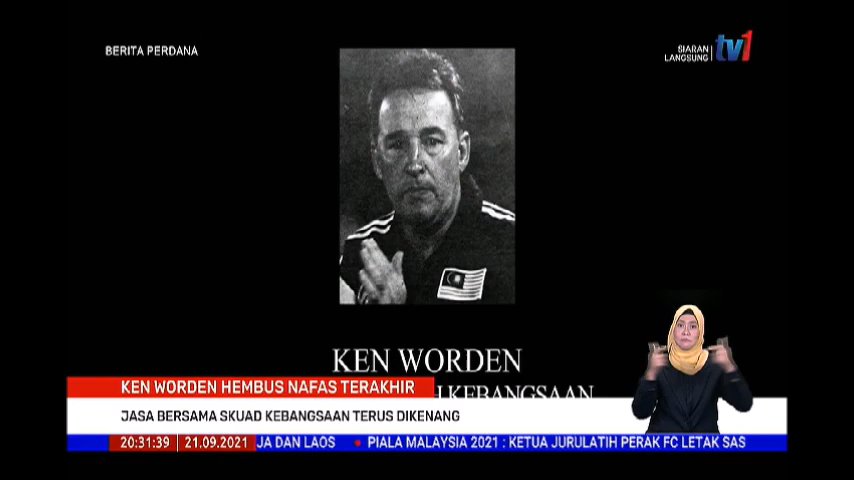 BERITA PERDANA
SIARAN
LANGSUNG
tv1
KEN WORDEN
KEBANGSAAN
KEN WORDEN HEMBUS NAFAS TERAKHIR
JASA BERSAMA SKUAD KEBANGSAAN TERUS DIKENANG
20:31:39 21.09.2021 JA DAN LAOS • PIALA MALAYSIA 2021 : KETUA JURULATIH PERAK FC LETAK SAS